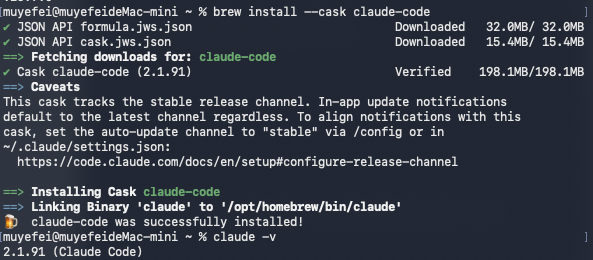 [muyefei@muyefeideMac-mini ~ % brew install --cask claude-code ]
✔ JSON API formula.jws.json Downloaded 32.0MB/ 32.0MB
✔ JSON API cask.jws.json Downloaded 15.4MB/ 15.4MB
==> Fetching downloads for: claude-code
✔ Cask claude-code (2.1.91) Verified 198.1MB/198.1MB
==> Caveats
This cask tracks the stable release channel. In-app update notifications
default to the latest channel regardless. To align notifications with this
cask, set the auto-update channel to "stable" via /config or in
~/.claude/settings.json:
https://code.claude.com/docs/en/setup#configure-release-channel
==> Installing Cask claude-code
==> Linking Binary 'claude' to '/opt/homebrew/bin/claude'
🍺 claude-code was successfully installed!
[muyefei@muyefeideMac-mini ~ % claude -v ]
2.1.91 (Claude Code)